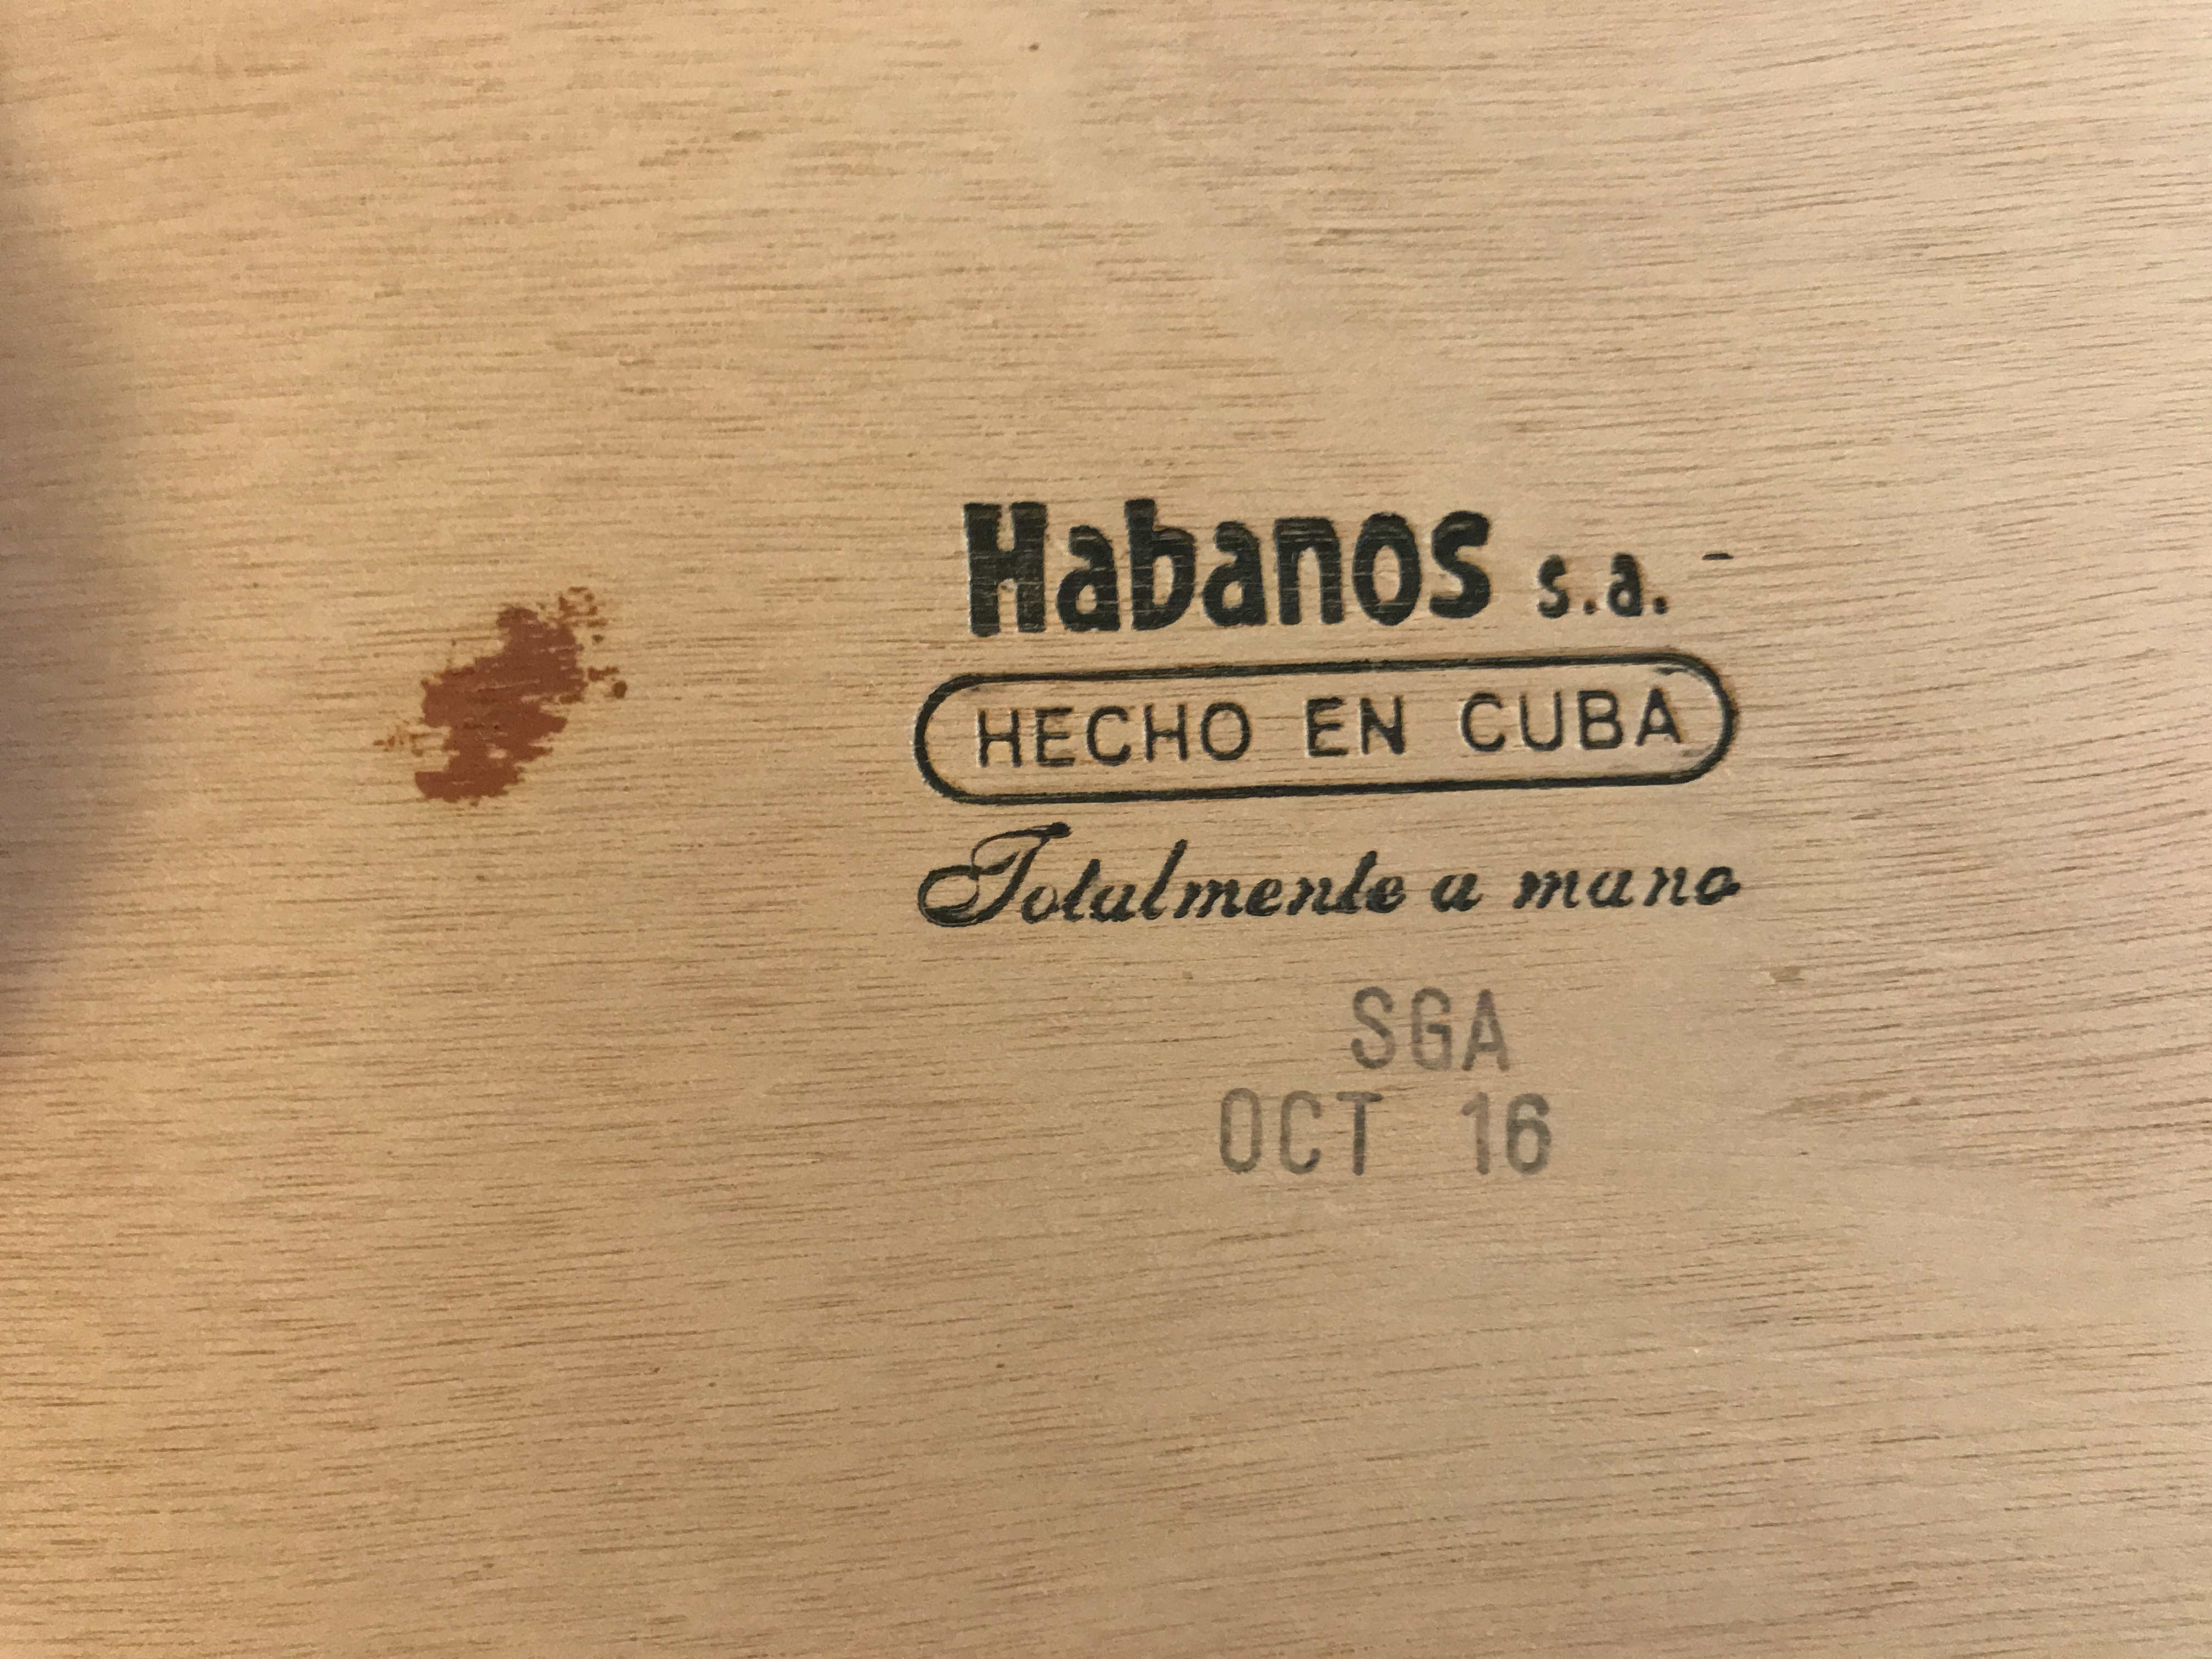 Habanos s.a.
HECHO EN CUBA
Totalmente a mano
SGA
OCT 16